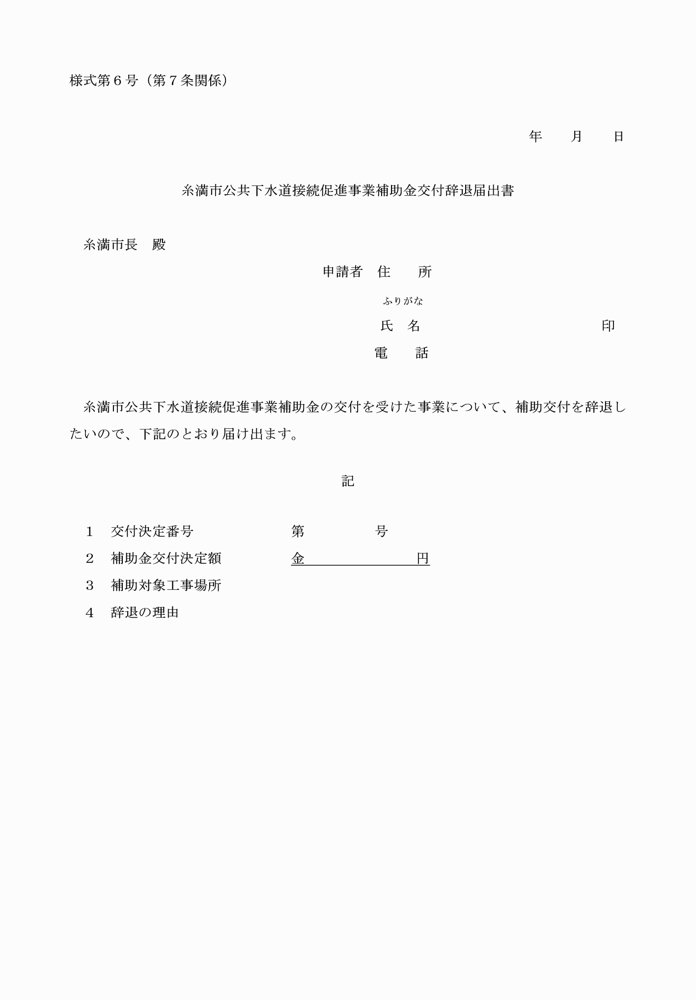 様式第６号（第７条関係）
年　　月　　日
糸満市公共下水道接続促進事業補助金交付辞退届出書
糸満市長　殿
申請者　住　　所
ふりがな
氏　名　　　　　　　　　　　　　印
電　　話
糸満市公共下水道接続促進事業補助金の交付を受けた事業について、補助交付を辞退し
たいので、下記のとおり届け出ます。
記
１　交付決定番号　　　　　　　第　　　　　号
２　補助金交付決定額　　　　　金　　　　　　　　円
３　補助対象工事場所
４　辞退の理由